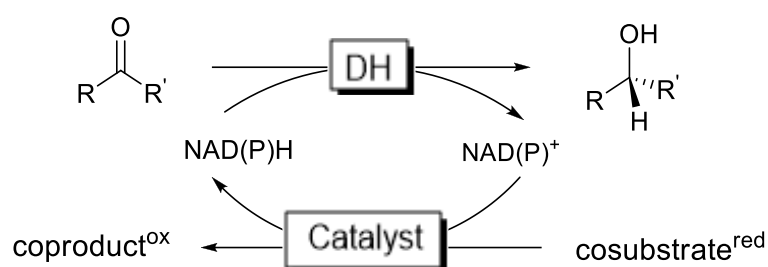 O
OH
R R'
DH
R R'
H
NAD(P)H
NAD(P)⁺
coproductᵒˣ
Catalyst
cosubstrateʳᵉᵈ